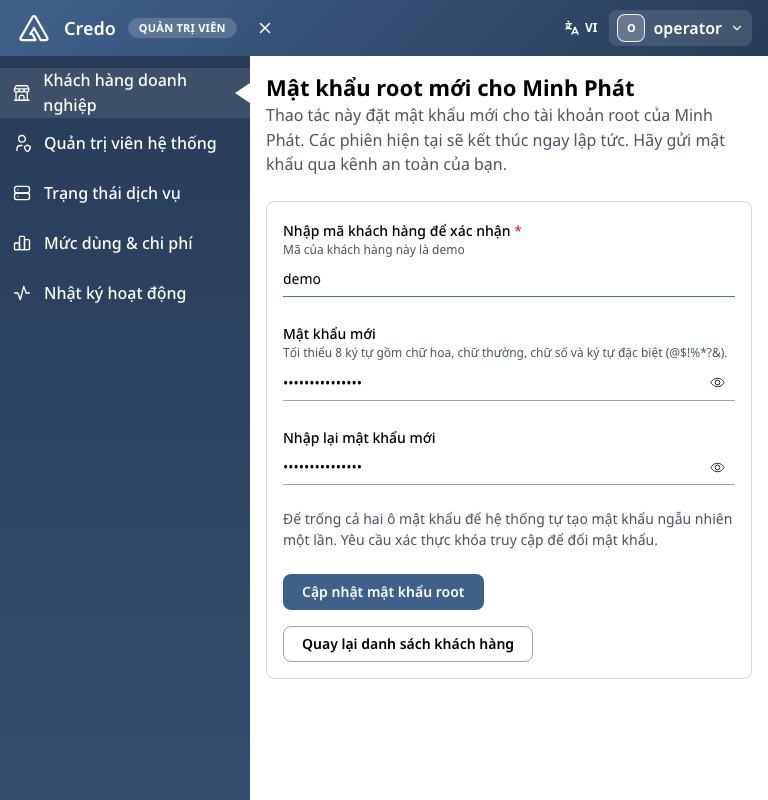 Credo
QUẢN TRỊ VIÊN
VI
O
operator
Khách hàng doanh
nghiệp
Quản trị viên hệ thống
Trạng thái dịch vụ
Mức dùng & chi phí
Nhật ký hoạt động
Mật khẩu root mới cho Minh Phát
Thao tác này đặt mật khẩu mới cho tài khoản root của Minh
Phát. Các phiên hiện tại sẽ kết thúc ngay lập tức. Hãy gửi mật
khẩu qua kênh an toàn của bạn.
Nhập mã khách hàng để xác nhận *
Mã của khách hàng này là demo
demo
Mật khẩu mới
Tối thiểu 8 ký tự gồm chữ hoa, chữ thường, chữ số và ký tự đặc biệt (@$!%*?&).
•••••••••••••••
Nhập lại mật khẩu mới
•••••••••••••••
Để trống cả hai ô mật khẩu để hệ thống tự tạo mật khẩu ngẫu nhiên
một lần. Yêu cầu xác thực khóa truy cập để đổi mật khẩu.
Cập nhật mật khẩu root
Quay lại danh sách khách hàng